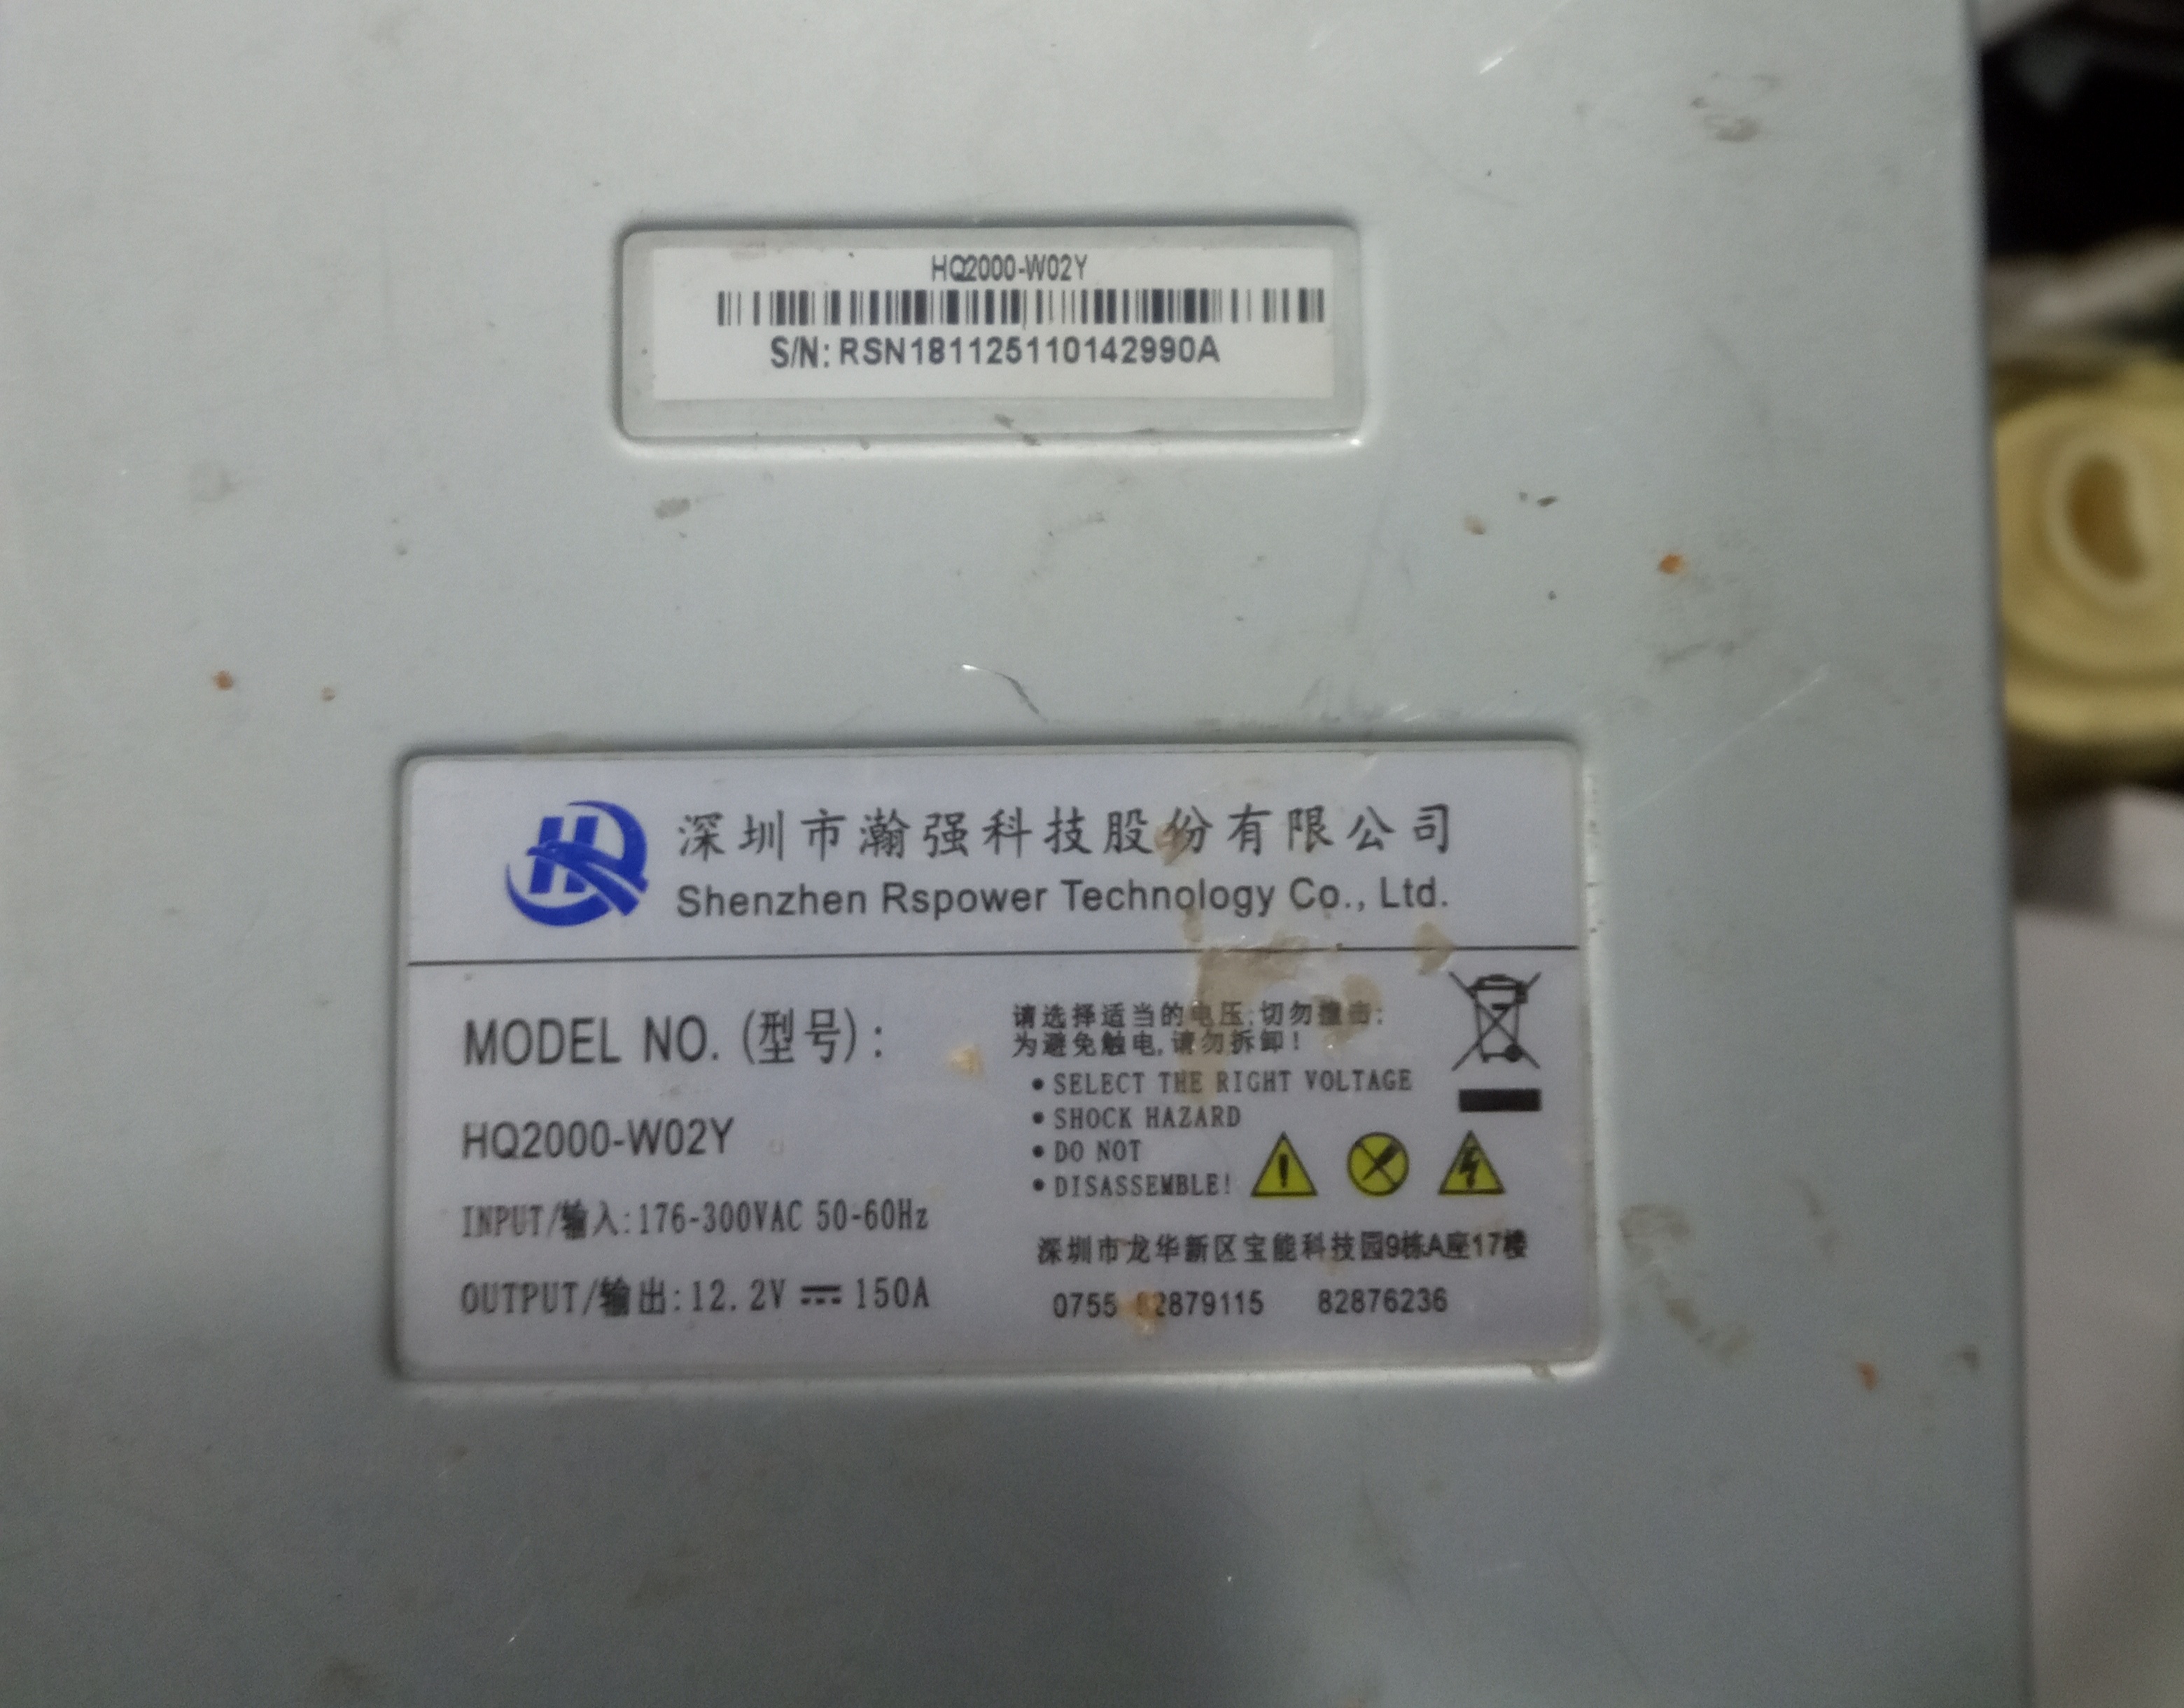 HQ2000-W02Y
S/N: RSN181125110142990A
HQ
深圳市瀚强科技股份有限公司
Shenzhen Rspower Technology Co., Ltd.
MODEL NO. (型号) :
HQ2000-W02Y
INPUT/输入:176-300VAC 50-60Hz
OUTPUT/输出:12.2V ⎓ 150A
请选择适当的电压;切勿撞击;
为避免触电,请勿拆卸!
• SELECT THE RIGHT VOLTAGE
• SHOCK HAZARD
• DO NOT
• DISASSEMBLE!
深圳市龙华新区宝能科技园9栋A座17楼
0755 82879115 82876236